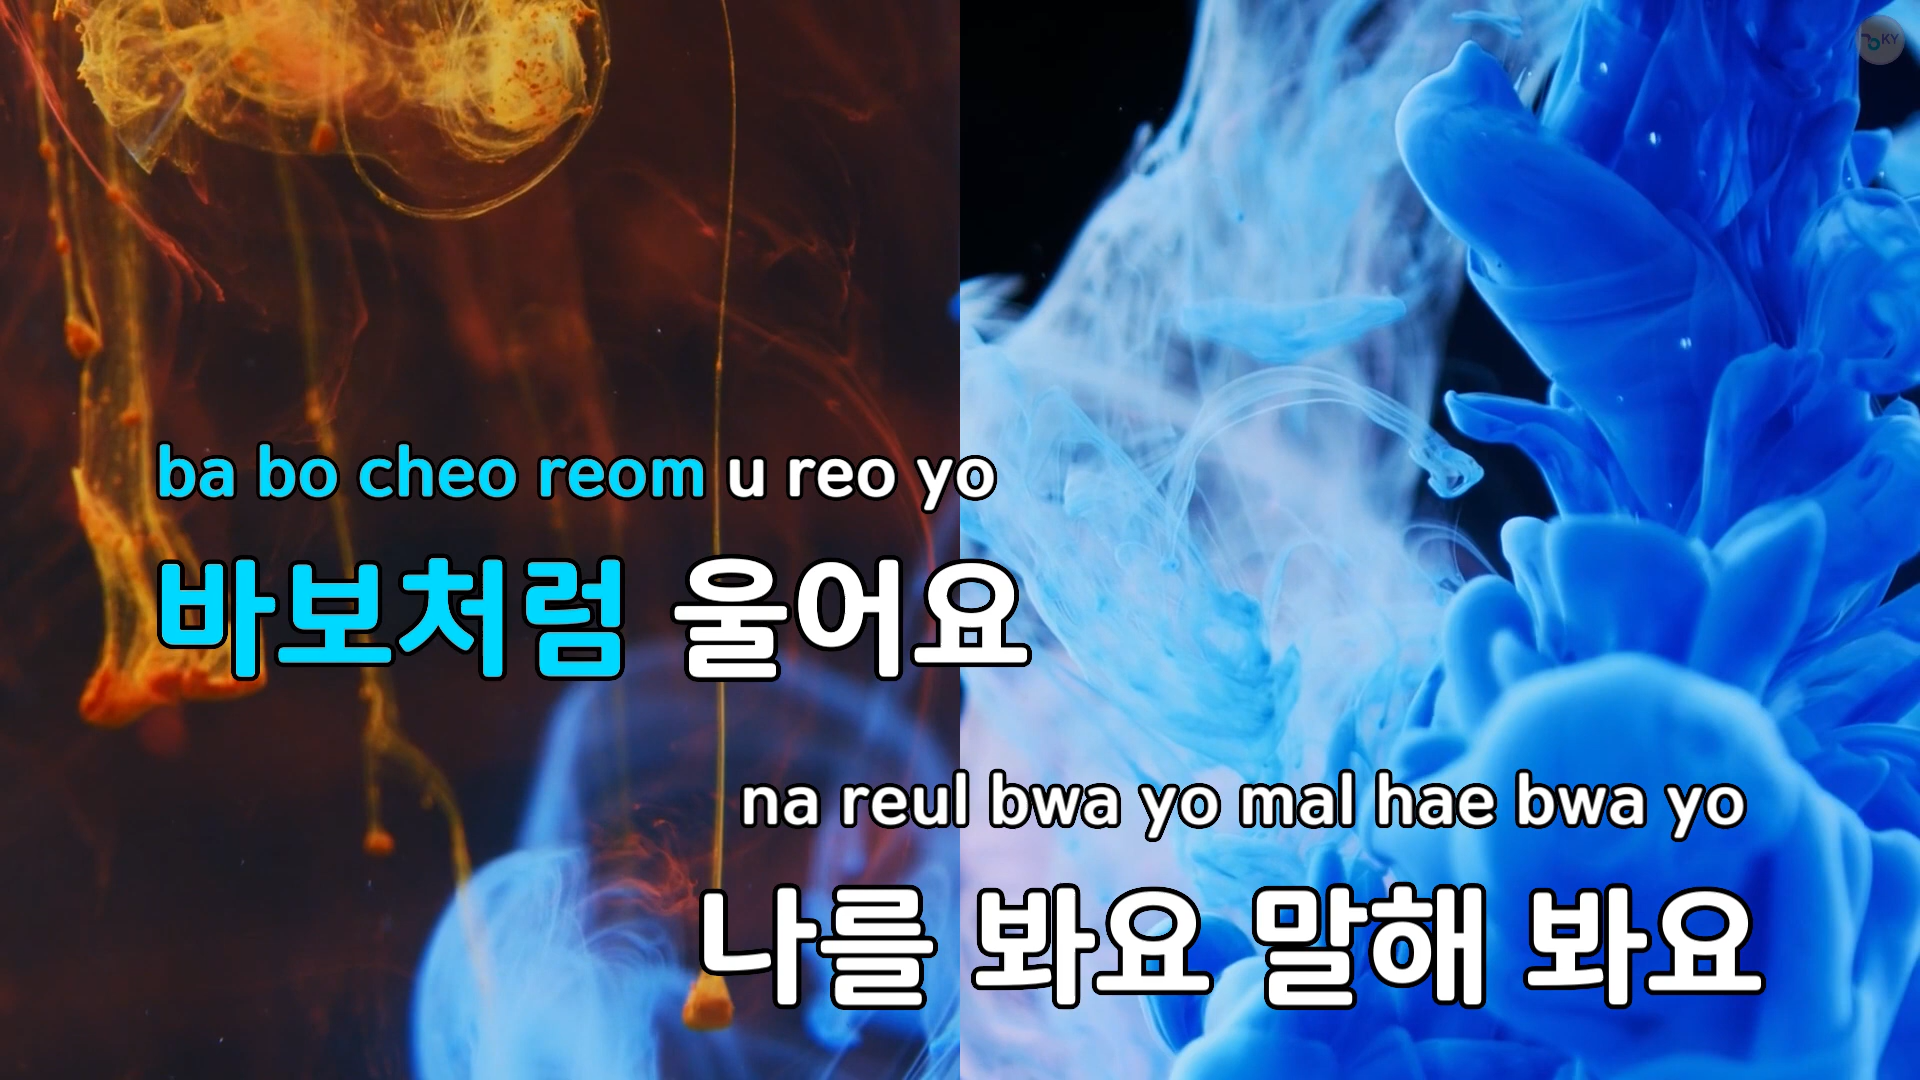 KY
ba bo cheo reom u reo yo
바보처럼 울어요
na reul bwa yo mal hae bwa yo
나를 봐요 말해 봐요